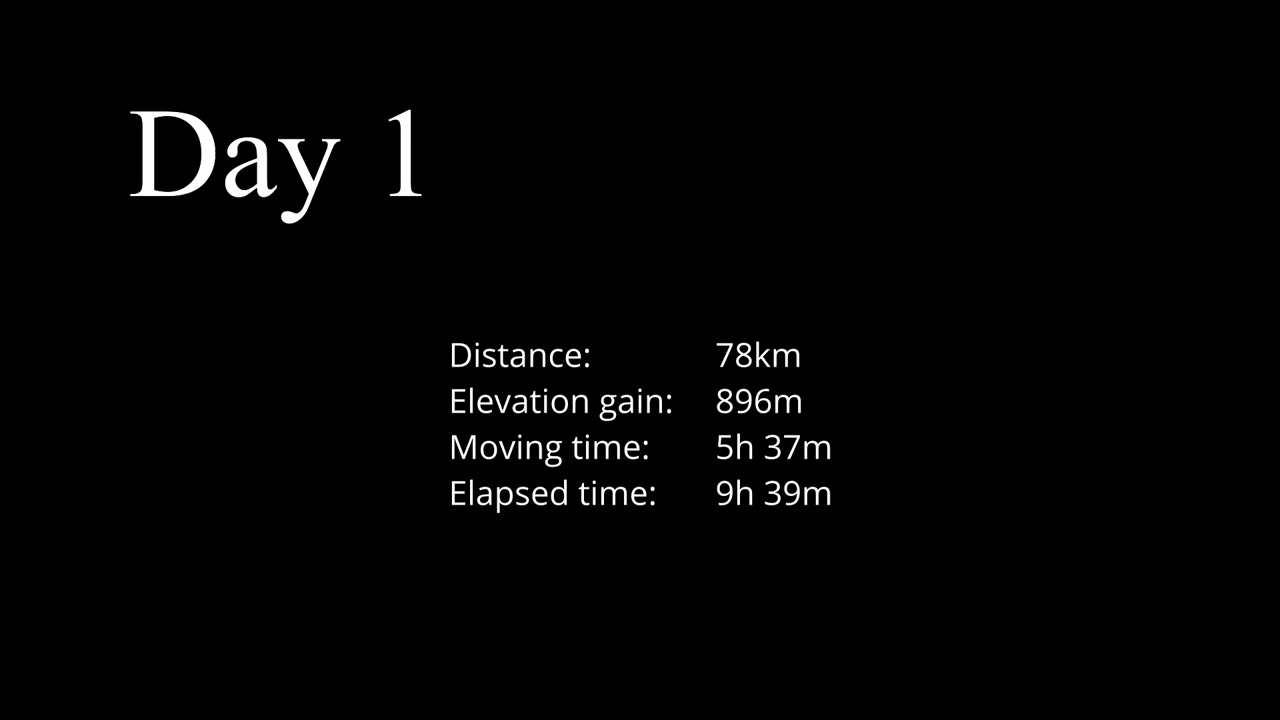 Day 1
Distance: 78km
Elevation gain: 896m
Moving time: 5h 37m
Elapsed time: 9h 39m